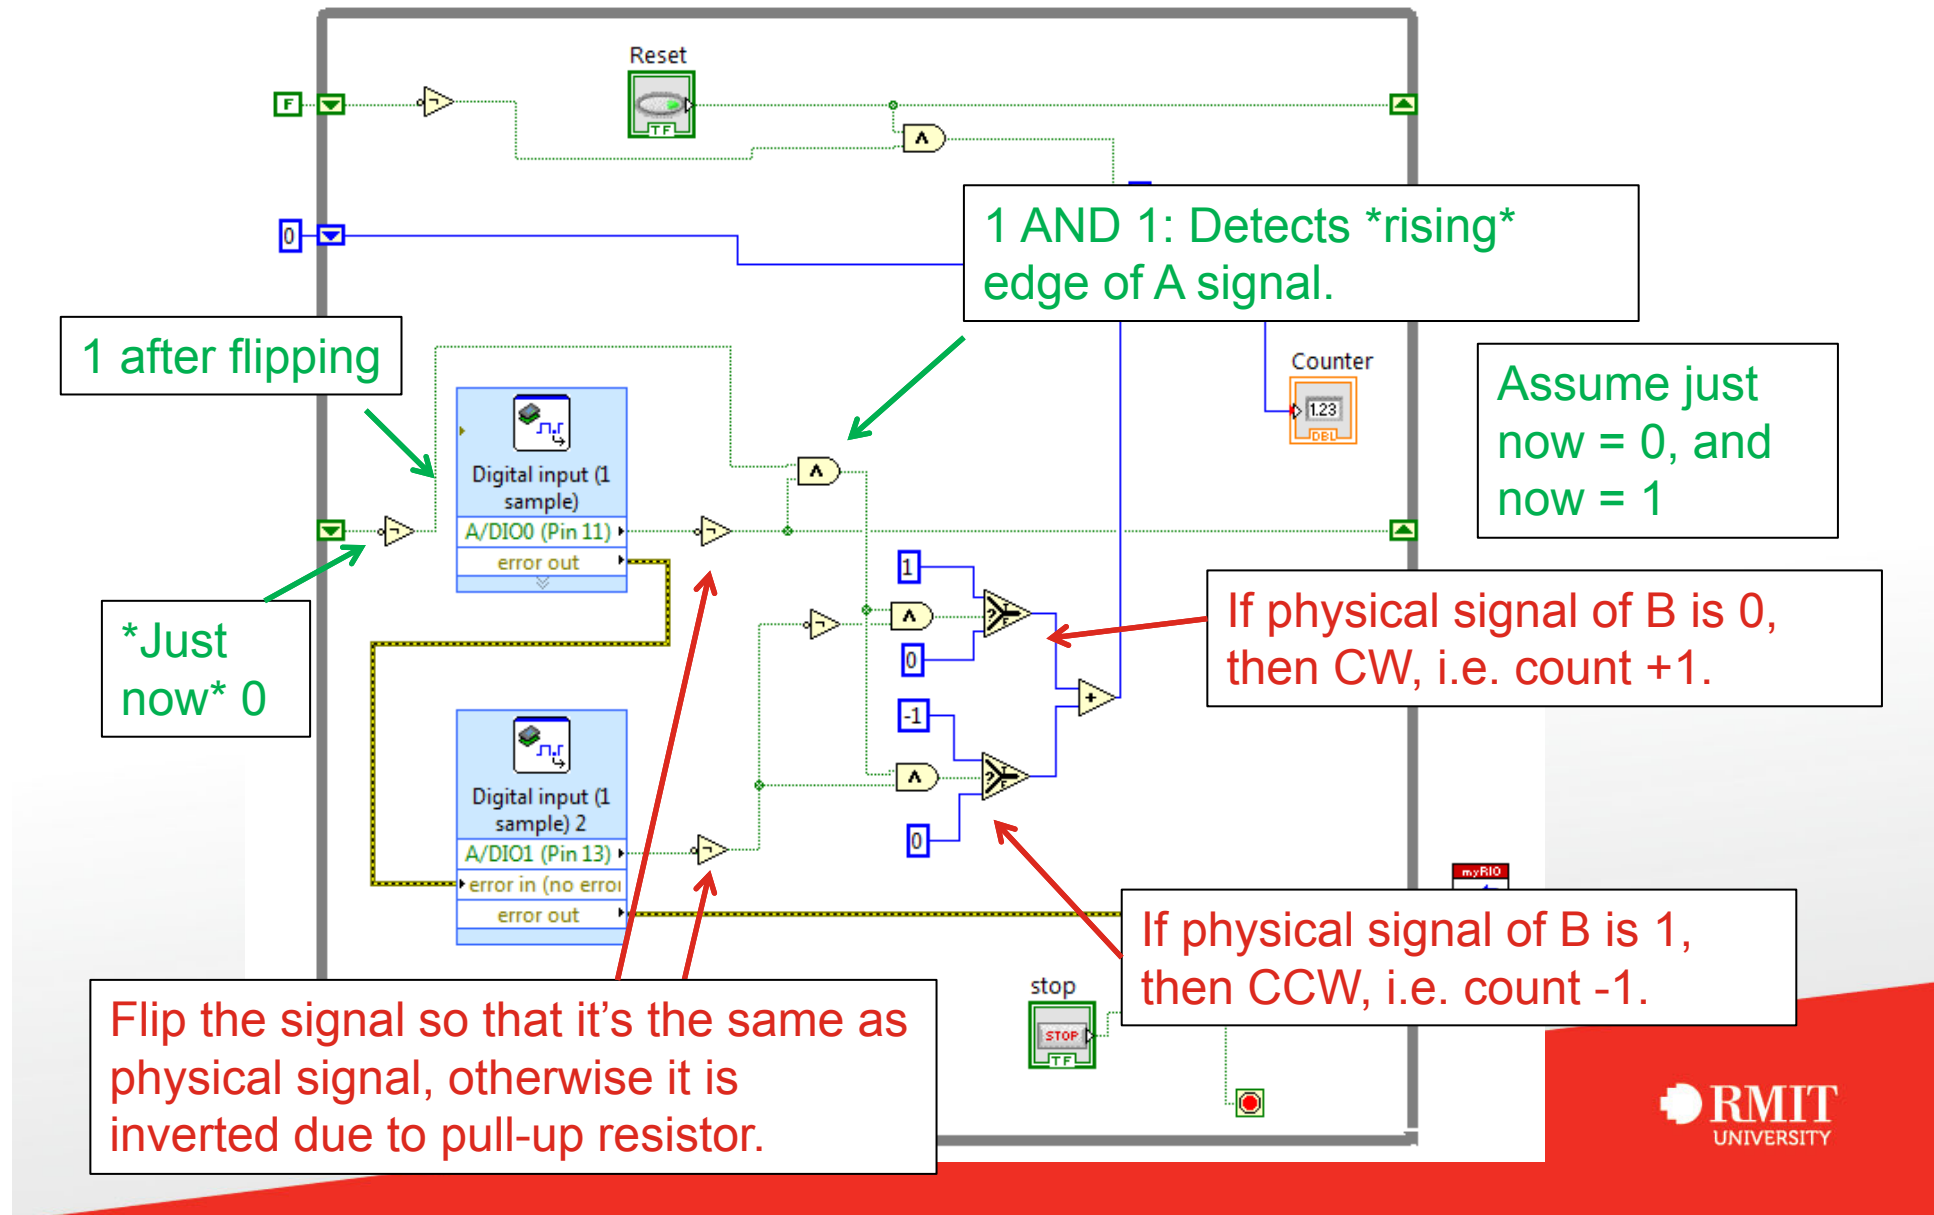 Reset
TF
F
0
1 AND 1: Detects *rising*
edge of A signal.
1 after flipping
Counter
1.23
DBL
Assume just
now = 0, and
now = 1
Digital input (1
sample)
A/DIO0 (Pin 11)
error out
*Just
now* 0
1
0
If physical signal of B is 0,
then CW, i.e. count +1.
-1
0
Digital input (1
sample) 2
A/DIO1 (Pin 13)
error in (no error
error out
myRIO
If physical signal of B is 1,
then CCW, i.e. count -1.
stop
STOP
TF
Flip the signal so that it's the same as
physical signal, otherwise it is
inverted due to pull-up resistor.
RMIT
UNIVERSITY